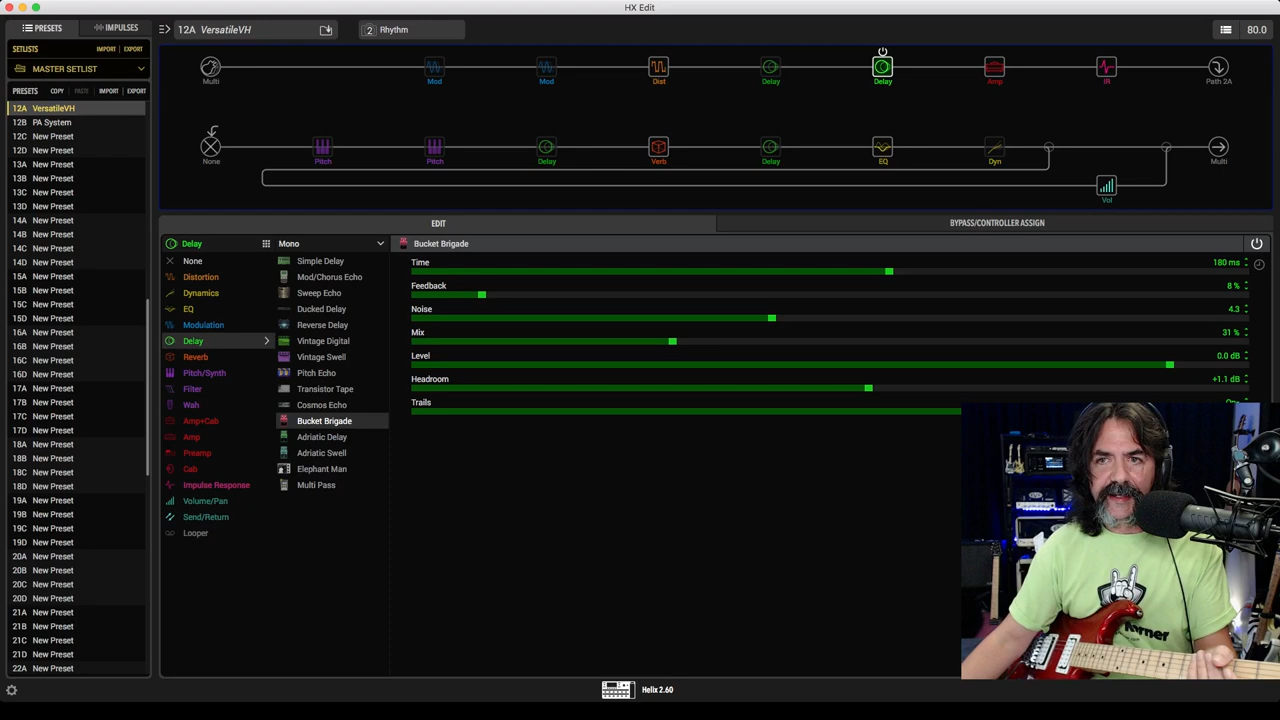 HX Edit
PRESETS
IMPULSES
12A VersatileVH
2 Rhythm
80.0
SETLISTS
IMPORT
EXPORT
MASTER SETLIST
PRESETS
COPY
PASTE
IMPORT
EXPORT
12A VersatileVH
12B PA System
12C New Preset
12D New Preset
13A New Preset
13B New Preset
13C New Preset
13D New Preset
14A New Preset
14B New Preset
14C New Preset
14D New Preset
15A New Preset
15B New Preset
15C New Preset
15D New Preset
16A New Preset
16B New Preset
16C New Preset
16D New Preset
17A New Preset
17B New Preset
17C New Preset
17D New Preset
18A New Preset
18B New Preset
18C New Preset
18D New Preset
19A New Preset
19B New Preset
19C New Preset
19D New Preset
20A New Preset
20B New Preset
20C New Preset
20D New Preset
21A New Preset
21B New Preset
21C New Preset
21D New Preset
22A New Preset
Multi
Mod
Mod
Dist
Delay
Delay
Amp
IR
Path 2A
None
Pitch
Pitch
Delay
Verb
Delay
EQ
Dyn
Multi
Vol
EDIT
BYPASS/CONTROLLER ASSIGN
Delay
None
Distortion
Dynamics
EQ
Modulation
Delay
Reverb
Pitch/Synth
Filter
Wah
Amp+Cab
Amp
Preamp
Cab
Impulse Response
Volume/Pan
Send/Return
Looper
Mono
Simple Delay
Mod/Chorus Echo
Sweep Echo
Ducked Delay
Reverse Delay
Vintage Digital
Vintage Swell
Pitch Echo
Transistor Tape
Cosmos Echo
Bucket Brigade
Adriatic Delay
Adriatic Swell
Elephant Man
Multi Pass
Bucket Brigade
Time 180 ms
Feedback 8 %
Noise 4.3
Mix 31 %
Level 0.0 dB
Headroom +1.1 dB
Trails
Helix 2.60